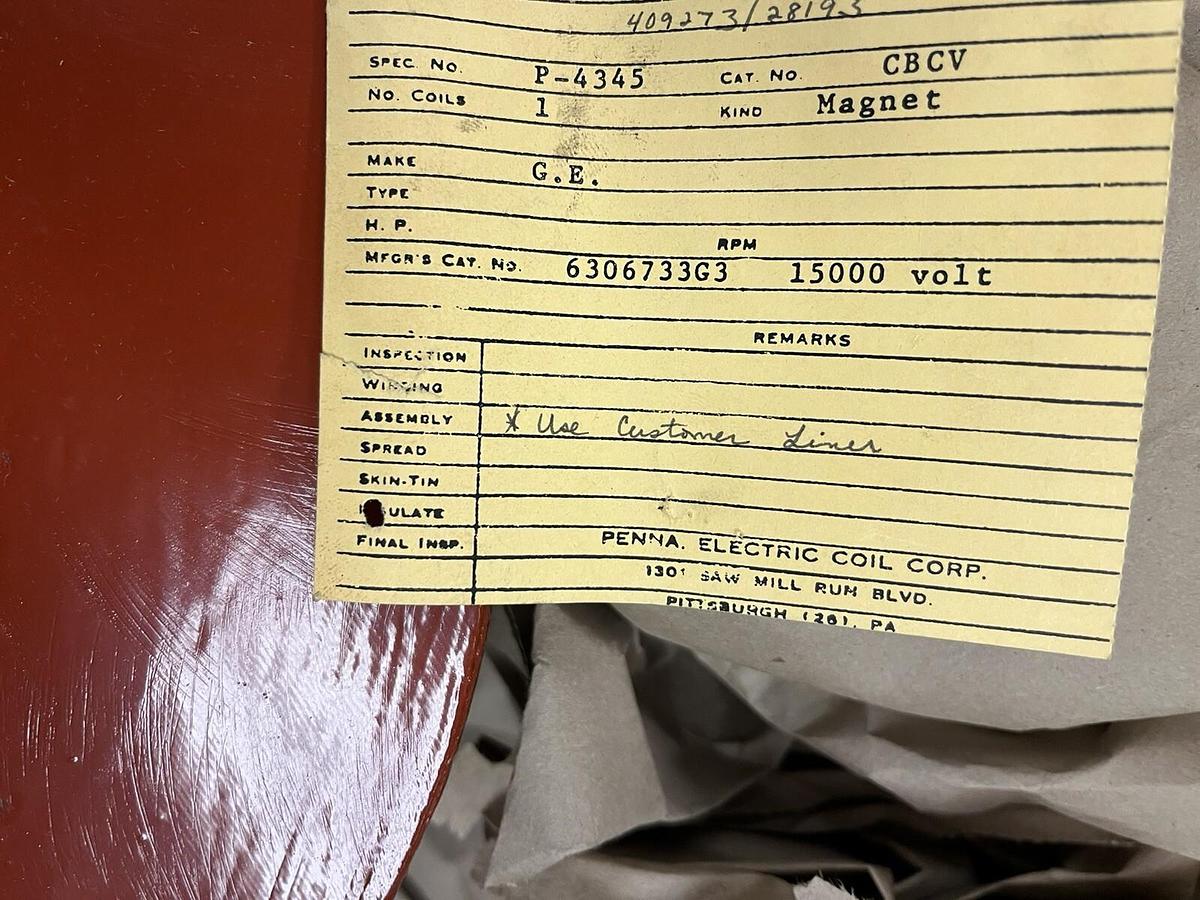 409273/28193
SPEC. NO. P-4345 CAT. NO. CBCV
NO. COILS 1 KIND Magnet
MAKE G.E.
TYPE
H. P. RPM
MFGR'S CAT. NO. 6306733G3 15000 volt
REMARKS
INSPECTION
WINDING
ASSEMBLY * Use Customer Liner
SPREAD
SKIN-TIN
ULATE
FINAL INSP.
PENNA. ELECTRIC COIL CORP.
1301 SAW MILL RUN BLVD.
PITTSBURGH (26), PA